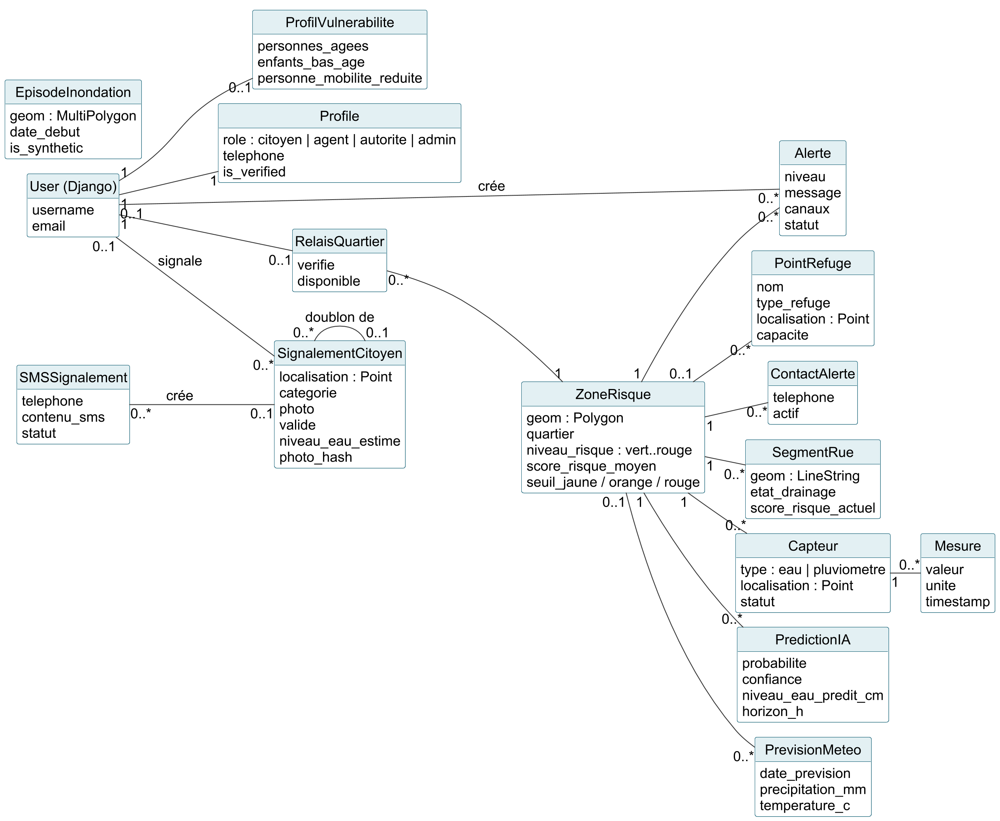 ProfilVulnerabilite
personnes_agees
enfants_bas_age
personne_mobilite_reduite
0..1
EpisodeInondation
geom : MultiPolygon
date_debut
is_synthetic
Profile
role : citoyen | agent | autorite | admin
telephone
is_verified
1
1
User (Django)
username
email
1
0..1
1
0..1
crée
0..*
0..*
Alerte
niveau
message
canaux
statut
signale
RelaisQuartier
verifie
disponible
0..1
0..*
PointRefuge
nom
type_refuge
localisation : Point
capacite
0..*
doublon de
0..*
0..1
SignalementCitoyen
localisation : Point
categorie
photo
valide
niveau_eau_estime
photo_hash
0..*
SMSSignalement
telephone
contenu_sms
statut
crée
0..*
0..1
1
1
0..1
ZoneRisque
geom : Polygon
quartier
niveau_risque : vert..rouge
score_risque_moyen
seuil_jaune / orange / rouge
ContactAlerte
telephone
actif
0..*
1
SegmentRue
geom : LineString
etat_drainage
score_risque_actuel
1
0..*
0..1
1
1
0..*
Capteur
type : eau | pluviometre
localisation : Point
statut
0..*
1
Mesure
valeur
unite
timestamp
0..*
PredictionIA
probabilite
confiance
niveau_eau_predit_cm
horizon_h
0..*
PrevisionMeteo
date_prevision
precipitation_mm
temperature_c